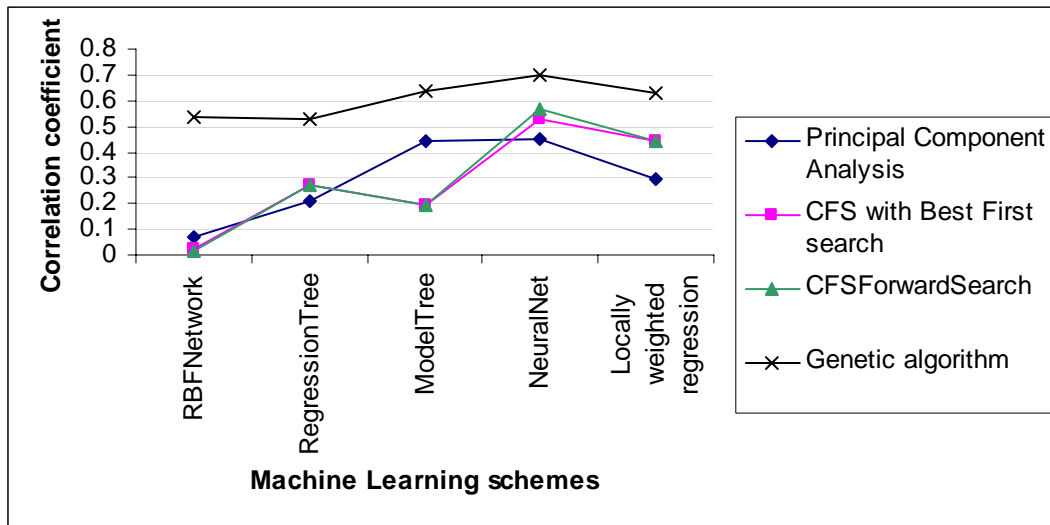 Correlation coefficient
0.8
0.7
0.6
0.5
0.4
0.3
0.2
0.1
0
RBFNetwork
RegressionTree
ModelTree
NeuralNet
Locally
weighted
regression
Machine Learning schemes
Principal Component
Analysis
CFS with Best First
search
CFSForwardSearch
Genetic algorithm